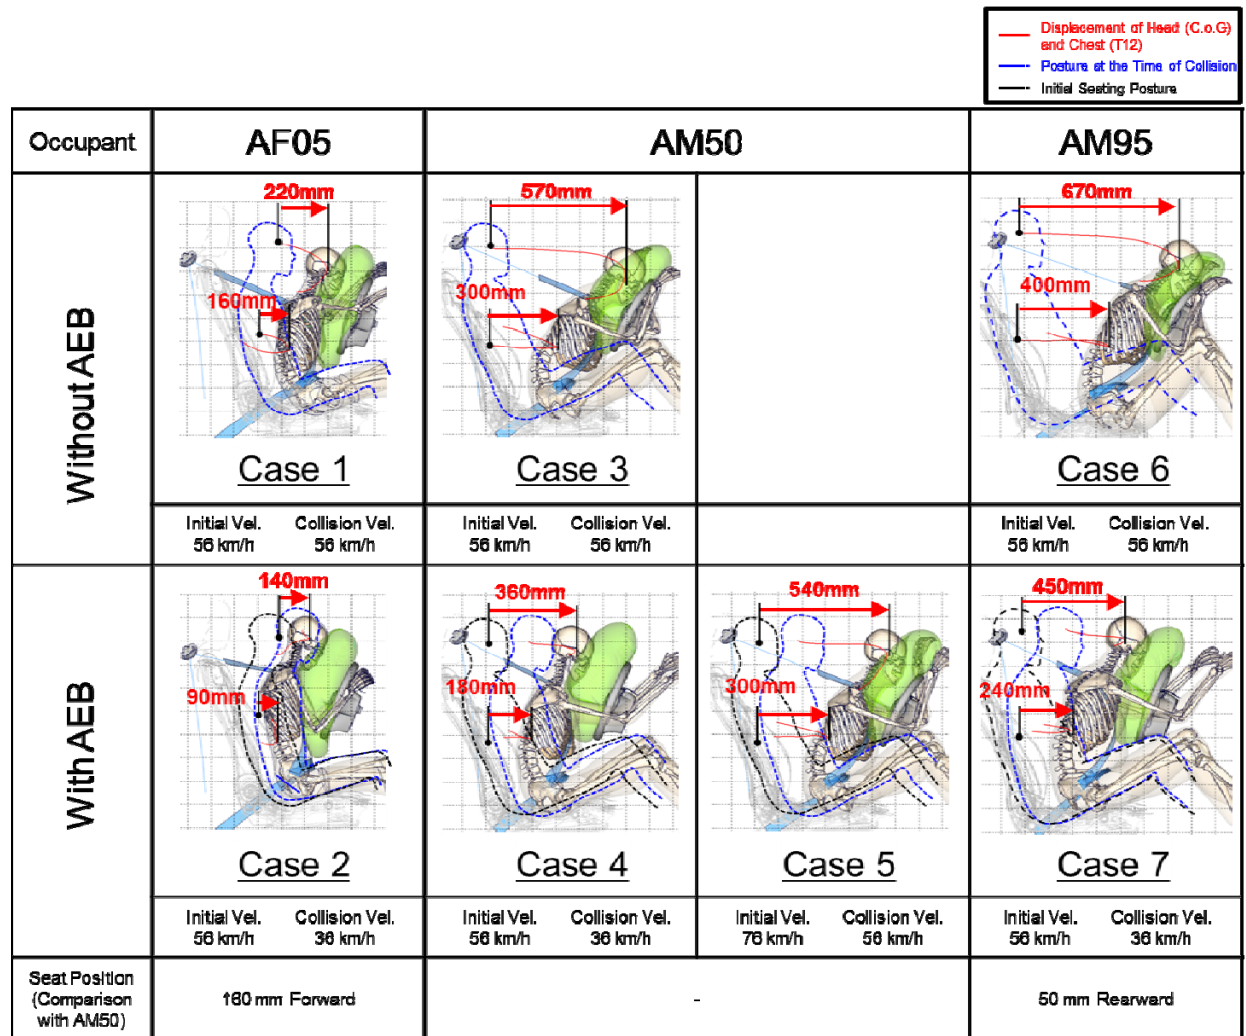 Displacement of Head (C.o.G)
and Chest (T12)
Posture at the Time of Collision
Initial Seating Posture
Occupant
AF05
AM50
AM95
Without AEB
220mm
160mm
Case 1
570mm
300mm
Case 3
670mm
400mm
Case 6
Initial Vel. Collision Vel.
56 km/h 56 km/h
Initial Vel. Collision Vel.
56 km/h 56 km/h
Initial Vel. Collision Vel.
56 km/h 56 km/h
With AEB
140mm
90mm
Case 2
360mm
180mm
Case 4
540mm
300mm
Case 5
450mm
240mm
Case 7
Initial Vel. Collision Vel.
56 km/h 36 km/h
Initial Vel. Collision Vel.
56 km/h 36 km/h
Initial Vel. Collision Vel.
76 km/h 56 km/h
Initial Vel. Collision Vel.
56 km/h 36 km/h
Seat Position
(Comparison
with AM50)
160 mm Forward
-
50 mm Rearward